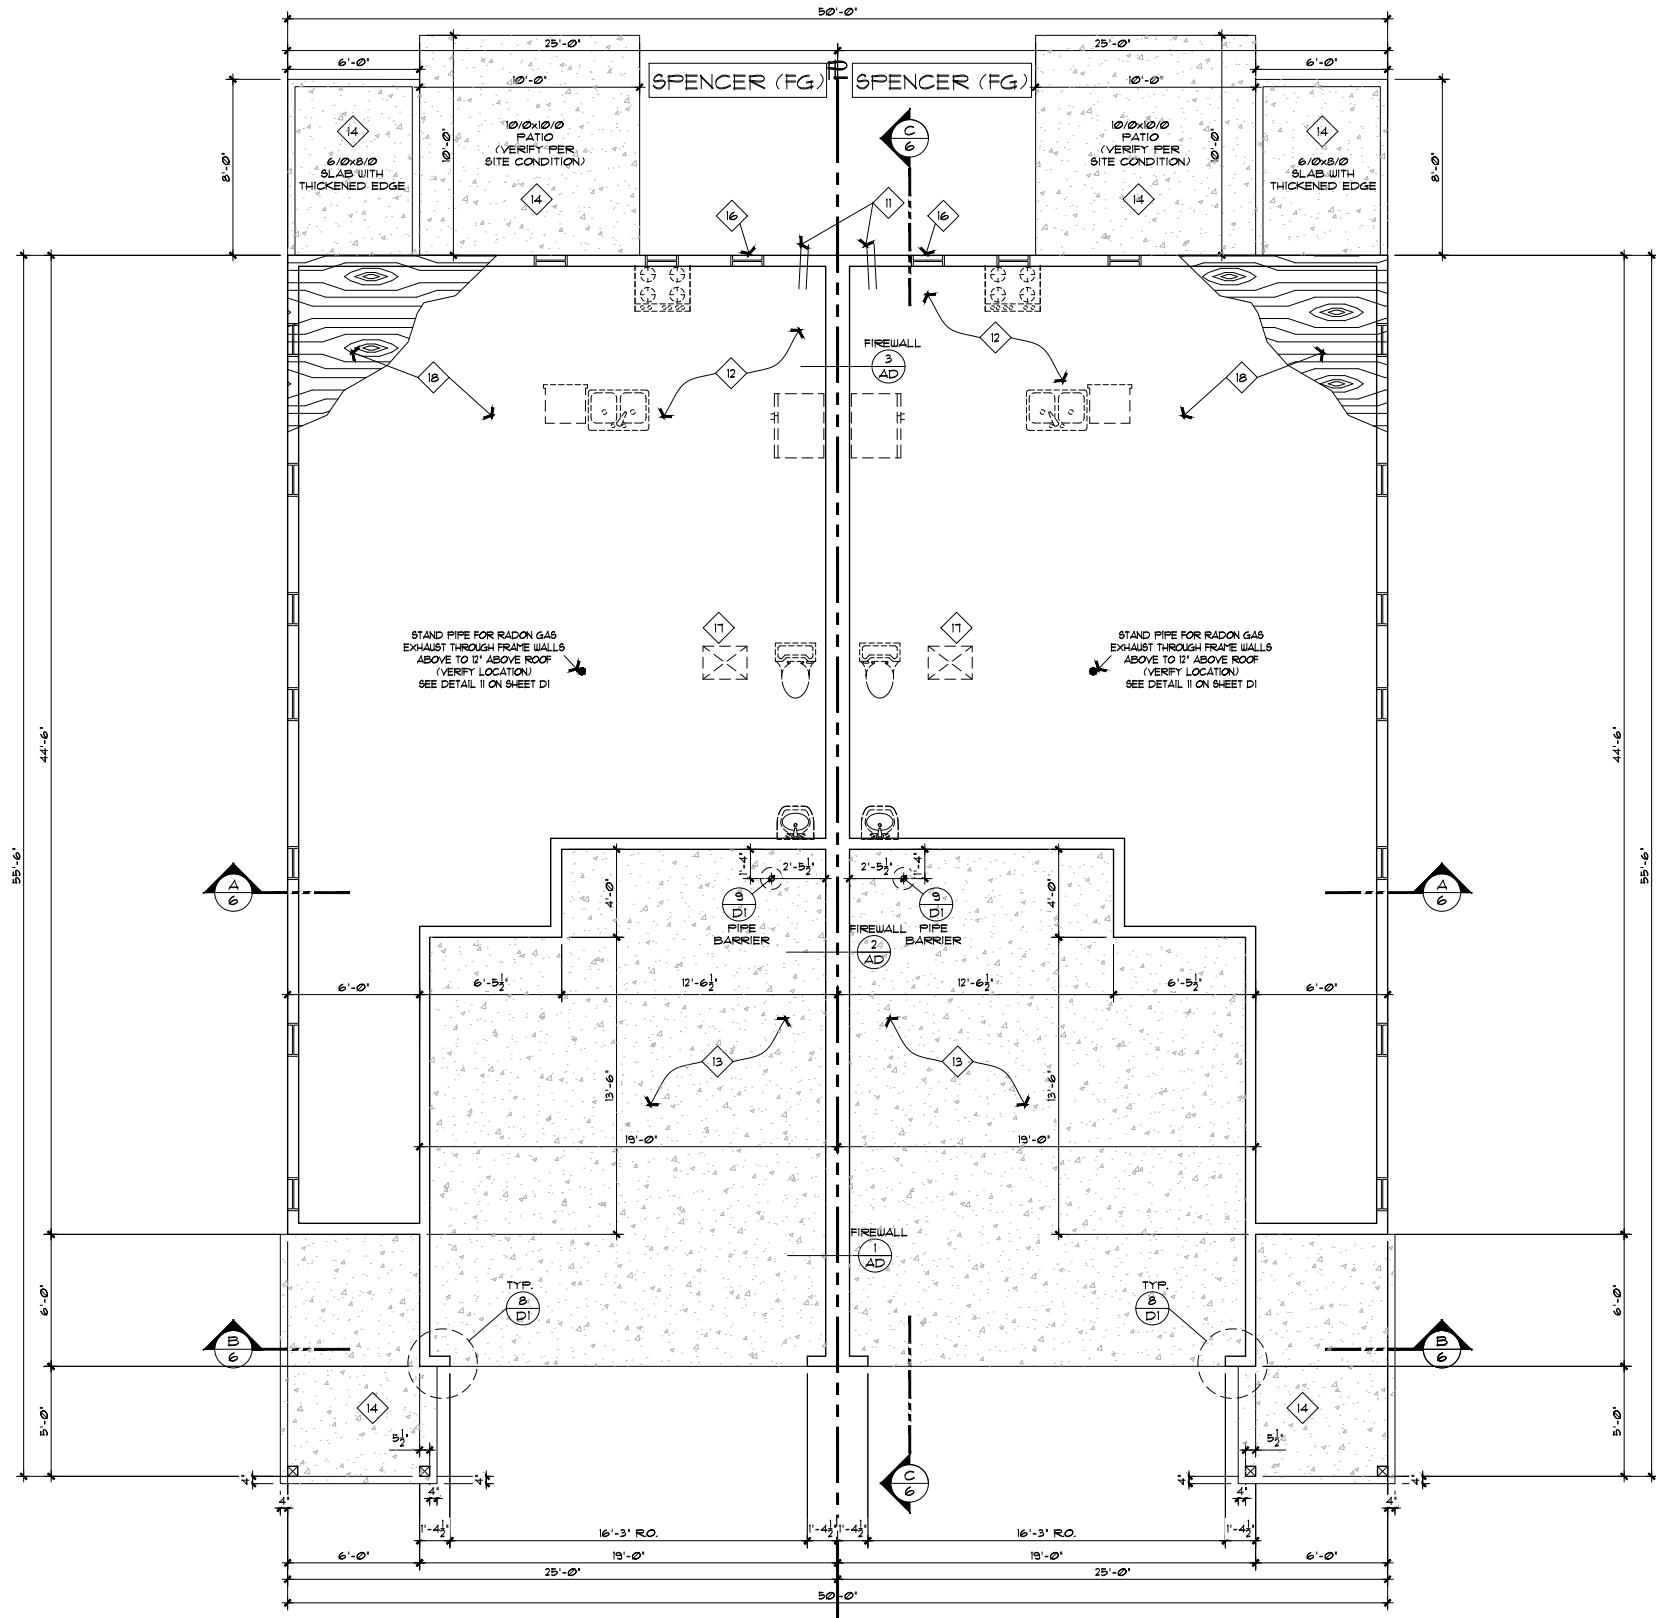 50'-0"
25'-0"
25'-0"
6'-0"
6'-0"
10'-0"
SPENCER (FG)
SPENCER (FG)
10'-0"
14
6/0x8/0
SLAB WITH
THICKENED EDGE
8'-0"
10'-0"
10/0x10/0
PATIO
(VERIFY PER
SITE CONDITION)
14
C
6
10/0x10/0
PATIO
(VERIFY PER
SITE CONDITION)
14
10'-0"
14
6/0x8/0
SLAB WITH
THICKENED EDGE
8'-0"
16
11
16
12
12
FIREWALL
3
AD
18
18
17
17
STAND PIPE FOR RADON GAS
EXHAUST THROUGH FRAME WALLS
ABOVE TO 12" ABOVE ROOF
(VERIFY LOCATION)
SEE DETAIL 11 ON SHEET D1
STAND PIPE FOR RADON GAS
EXHAUST THROUGH FRAME WALLS
ABOVE TO 12" ABOVE ROOF
(VERIFY LOCATION)
SEE DETAIL 11 ON SHEET D1
44'-6"
44'-6"
55'-6"
55'-6"
1'-4"
2'-5½"
2'-5½"
1'-4"
4'-0"
4'-0"
A
6
A
6
9
D1
PIPE
BARRIER
9
D1
PIPE
BARRIER
FIREWALL
2
AD
6'-0"
6'-5½"
12'-6½"
12'-6½"
6'-5½"
6'-0"
13
13
13'-6"
13'-6"
19'-0"
19'-0"
FIREWALL
1
AD
TYP.
8
D1
TYP.
8
D1
6'-0"
6'-0"
B
6
B
6
14
14
5'-0"
5'-0"
5½"
5½"
C
6
4"
4"
4"
4"
4"
4"
4"
4"
1'-4½"
16'-3" R.O.
1'-4½"
1'-4½"
16'-3" R.O.
1'-4½"
6'-0"
19'-0"
19'-0"
6'-0"
25'-0"
25'-0"
50'-0"